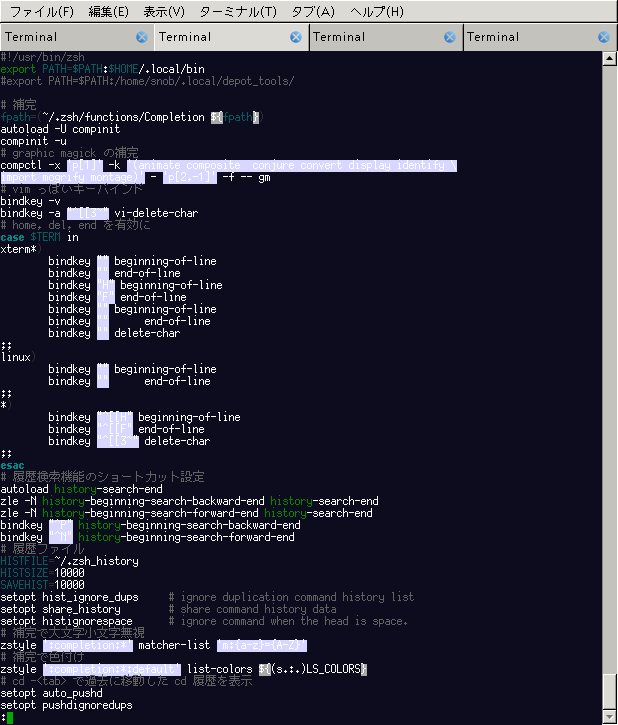 ファイル(F) 編集(E) 表示(V) ターミナル(T) タブ(A) ヘルプ(H)
Terminal Terminal Terminal Terminal
#!/usr/bin/zsh
export PATH=$PATH:$HOME/.local/bin
#export PATH=$PATH:/home/snob/.local/depot_tools/
# 補完
fpath=(~/.zsh/functions/Completion ${fpath})
autoload -U compinit
compinit -u
# graphic magick の補完
compctl -x 'p[1]' -k '(animate composite  conjure convert display identify \
import mogrify montage)' - 'p[2,-1]' -f -- gm
# vim っぽいキーバインド
bindkey -v
bindkey -a "^[[3~" vi-delete-char
# home, del, end を有効に
case $TERM in
xterm*)
bindkey "" beginning-of-line
bindkey "" end-of-line
bindkey "H" beginning-of-line
bindkey "F" end-of-line
bindkey "" beginning-of-line
bindkey ""      end-of-line
bindkey "" delete-char
;;
linux)
bindkey "" beginning-of-line
bindkey ""      end-of-line
;;
*)
bindkey "^[[H" beginning-of-line
bindkey "^[[F" end-of-line
bindkey "^[[3~" delete-char
;;
esac
# 履歴検索機能のショートカット設定
autoload history-search-end
zle -N history-beginning-search-backward-end history-search-end
zle -N history-beginning-search-forward-end history-search-end
bindkey "^P" history-beginning-search-backward-end
bindkey "^N" history-beginning-search-forward-end
# 履歴ファイル
HISTFILE=~/.zsh_history
HISTSIZE=10000
SAVEHIST=10000
setopt hist_ignore_dups     # ignore duplication command history list
setopt share_history        # share command history data
setopt histignorespace      # ignore command when the head is space.
# 補完で大文字小文字無視
zstyle ':completion:*' matcher-list 'm:{a-z}={A-Z}'
# 補完で色付け
zstyle ':completion:*:default' list-colors ${(s.:.)LS_COLORS}
# cd -<tab> で過去に移動した cd 履歴を表示
setopt auto_pushd
setopt pushdignoredups
: